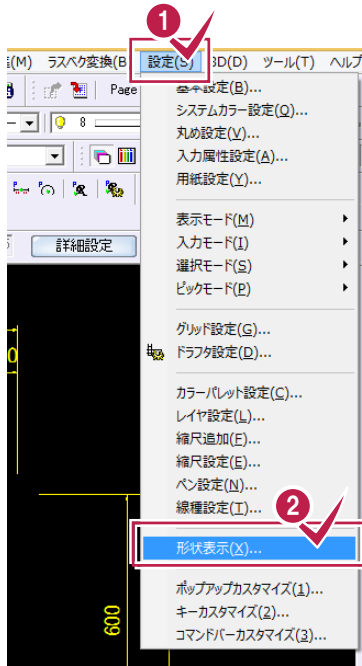 1
(M) ラスベク変換(B 設定(S) 3D(D) ツール(T) ヘルプ
Page
8
詳細設定
基本設定(B)...
システムカラー設定(O)...
丸め設定(V)...
入力属性設定(A)...
用紙設定(Y)...
表示モード(M)
入力モード(I)
選択モード(S)
ピックモード(P)
グリッド設定(G)...
ドラフタ設定(D)...
カラーパレット設定(C)...
レイヤ設定(L)...
縮尺追加(F)...
縮尺設定(E)...
ペン設定(N)...
線種設定(T)...
2
形状表示(X)...
ポップアップカスタマイズ(1)...
キーカスタマイズ(2)...
コマンドバーカスタマイズ(3)...
0
600